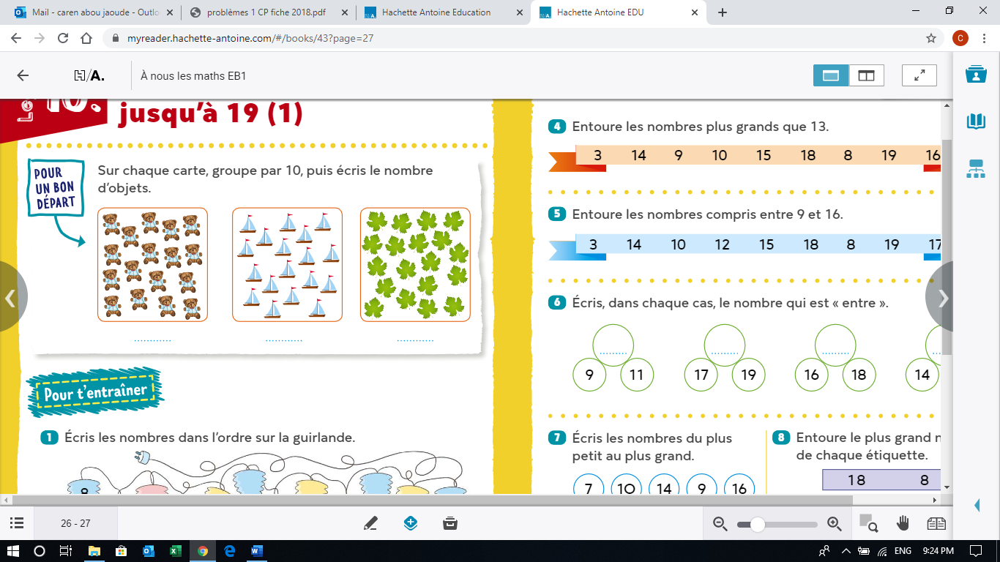 Mail - caren abou jaoude - Outlo
problèmes 1 CP fiche 2018.pdf
Hachette Antoine Education
Hachette Antoine EDU
myreader.hachette-antoine.com/#/books/43?page=27
C
H/A.
À nous les maths EB1
10.
jusqu'à 19 (1)
POUR
UN BON
DÉPART
Sur chaque carte, groupe par 10, puis écris le nombre
d'objets.
............ ............ ............
Pour t'entraîner
1 Écris les nombres dans l'ordre sur la guirlande.
8
4 Entoure les nombres plus grands que 13.
3 14 9 10 15 18 8 19 16
5 Entoure les nombres compris entre 9 et 16.
3 14 10 12 15 18 8 19 17
6 Écris, dans chaque cas, le nombre qui est « entre ».
......... ......... .........
9 11 17 19 16 18 14
7 Écris les nombres du plus
petit au plus grand.
7 10 14 9 16
8 Entoure le plus grand n
de chaque étiquette.
18 8
26 - 27
ENG 9:24 PM